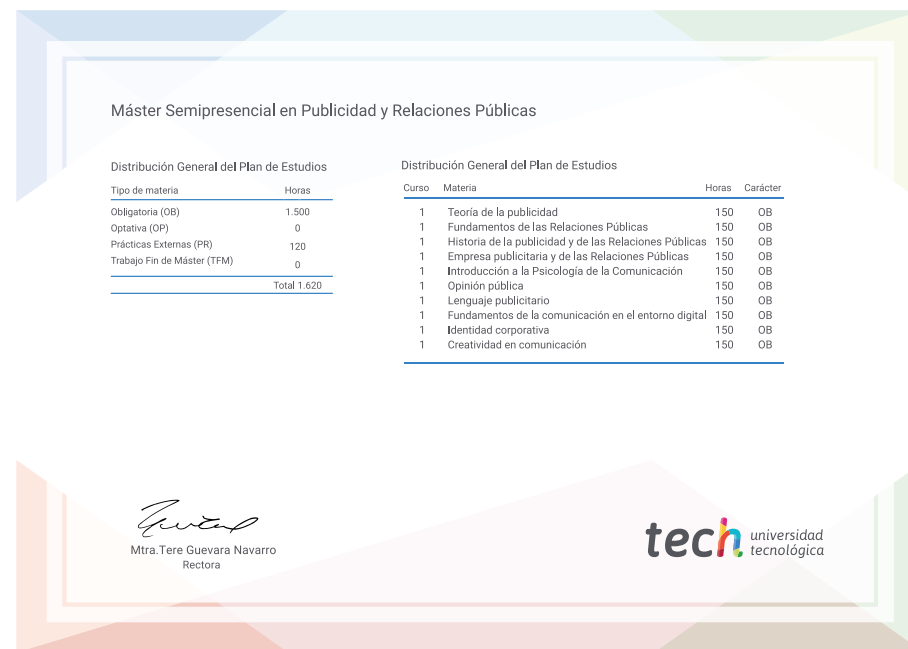 Máster Semipresencial en Publicidad y Relaciones Públicas
Distribución General del Plan de Estudios
Tipo de materia Horas
Obligatoria (OB) 1.500
Optativa (OP) 0
Prácticas Externas (PR) 120
Trabajo Fin de Máster (TFM) 0
Total 1.620
Distribución General del Plan de Estudios
Curso Materia Horas Carácter
1 Teoría de la publicidad 150 OB
1 Fundamentos de las Relaciones Públicas 150 OB
1 Historia de la publicidad y de las Relaciones Públicas 150 OB
1 Empresa publicitaria y de las Relaciones Públicas 150 OB
1 Introducción a la Psicología de la Comunicación 150 OB
1 Opinión pública 150 OB
1 Lenguaje publicitario 150 OB
1 Fundamentos de la comunicación en el entorno digital 150 OB
1 Identidad corporativa 150 OB
1 Creatividad en comunicación 150 OB
Mtra.Tere Guevara Navarro
Rectora
tech universidad
tecnológica